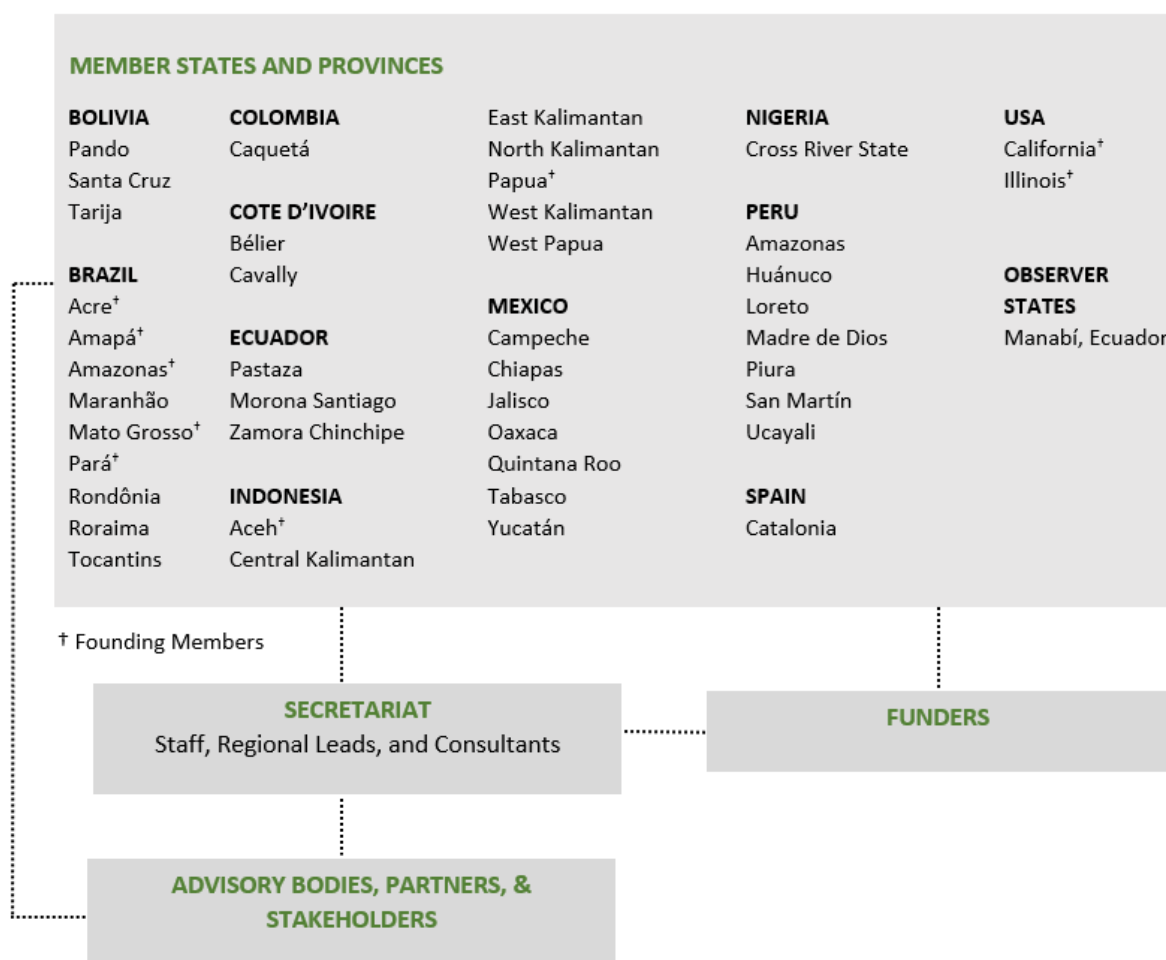 MEMBER STATES AND PROVINCES
BOLIVIA
Pando
Santa Cruz
Tarija
BRAZIL
Acre†
Amapá†
Amazonas†
Maranhão
Mato Grosso†
Pará†
Rondônia
Roraima
Tocantins
COLOMBIA
Caquetá
COTE D’IVOIRE
Bélier
Cavally
ECUADOR
Pastaza
Morona Santiago
Zamora Chinchipe
INDONESIA
Aceh†
Central Kalimantan
East Kalimantan
North Kalimantan
Papua†
West Kalimantan
West Papua
MEXICO
Campeche
Chiapas
Jalisco
Oaxaca
Quintana Roo
Tabasco
Yucatán
NIGERIA
Cross River State
PERU
Amazonas
Huánuco
Loreto
Madre de Dios
Piura
San Martín
Ucayali
SPAIN
Catalonia
USA
California†
Illinois†
OBSERVER
STATES
Manabí, Ecuador
† Founding Members
SECRETARIAT
Staff, Regional Leads, and Consultants
FUNDERS
ADVISORY BODIES, PARTNERS, &
STAKEHOLDERS